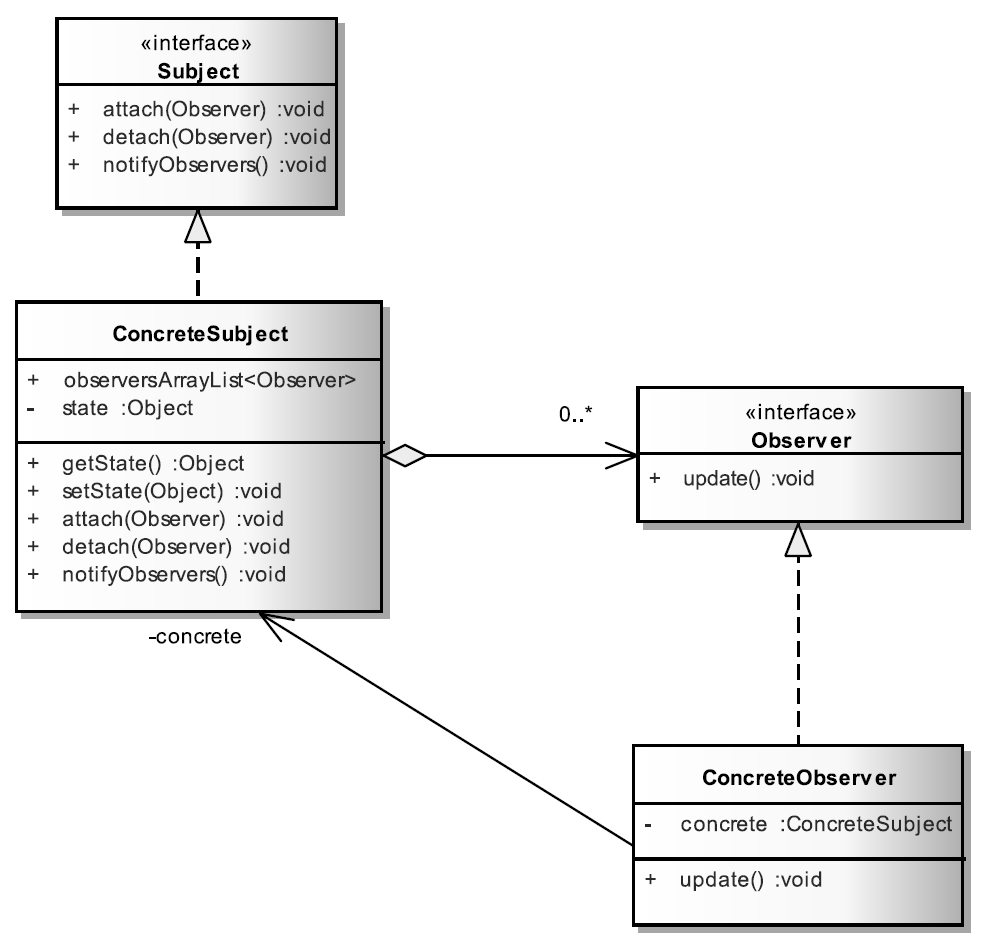 «interface»
Subject
+ attach(Observer) :void
+ detach(Observer) :void
+ notifyObservers() :void
ConcreteSubject
+ observersArrayList<Observer>
- state :Object
+ getState() :Object
+ setState(Object) :void
+ attach(Observer) :void
+ detach(Observer) :void
+ notifyObservers() :void
0..*
«interface»
Observer
+ update() :void
-concrete
ConcreteObserver
- concrete :ConcreteSubject
+ update() :void